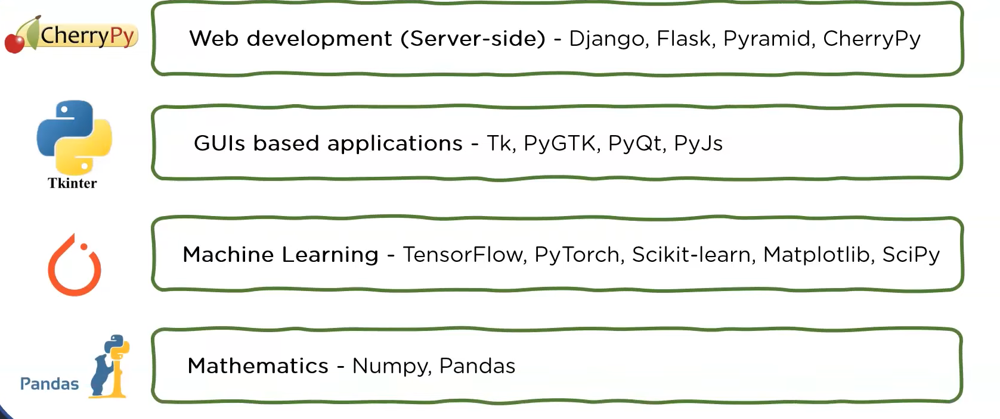 CherryPy
Web development (Server-side) - Django, Flask, Pyramid, CherryPy
Tkinter
GUIs based applications - Tk, PyGTK, PyQt, PyJs
Machine Learning - TensorFlow, PyTorch, Scikit-learn, Matplotlib, SciPy
Pandas
Mathematics - Numpy, Pandas